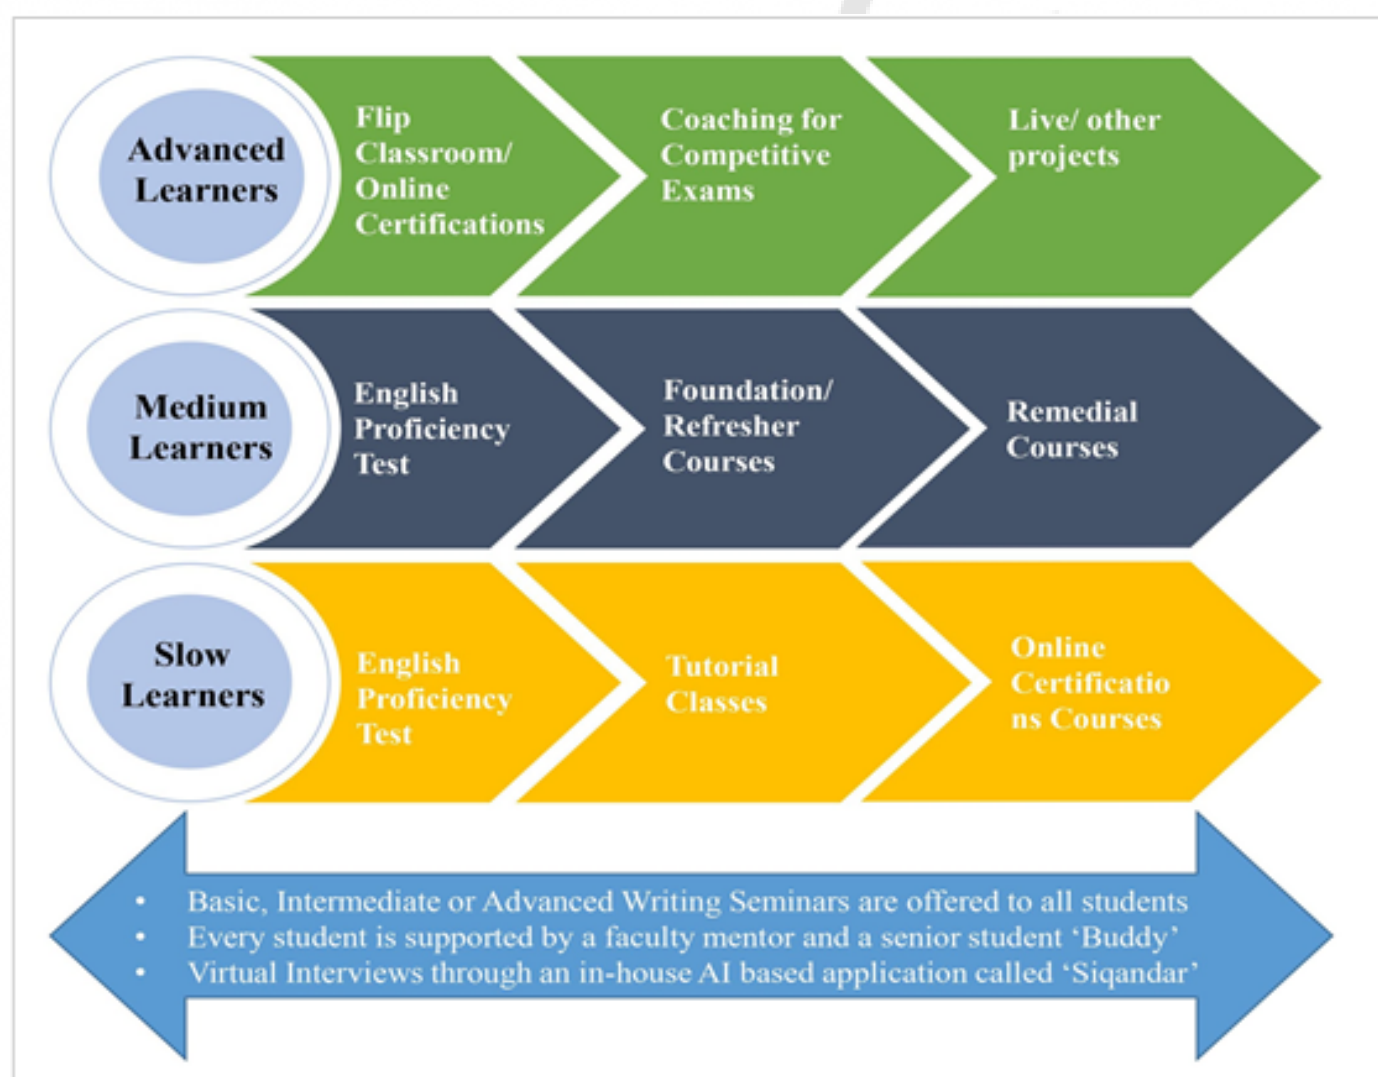 Advanced
Learners
Flip
Classroom/
Online
Certifications
Coaching for
Competitive
Exams
Live/ other
projects
Medium
Learners
English
Proficiency
Test
Foundation/
Refresher
Courses
Remedial
Courses
Slow
Learners
English
Proficiency
Test
Tutorial
Classes
Online
Certificatio
ns Courses
• Basic, Intermediate or Advanced Writing Seminars are offered to all students
• Every student is supported by a faculty mentor and a senior student ‘Buddy’
• Virtual Interviews through an in-house AI based application called ‘Siqandar’